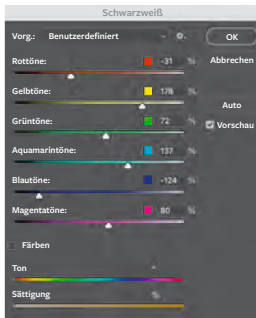 Schwarzweiß
Vorg.: Benutzerdefiniert
OK
Rottöne: -31 %
Abbrechen
Gelbtöne: 178 %
Auto
Grüntöne: 72 %
Vorschau
Aquamarintöne: 137 %
Blautöne: -124 %
Magentatöne: 80 %
Färben
Ton °
Sättigung %